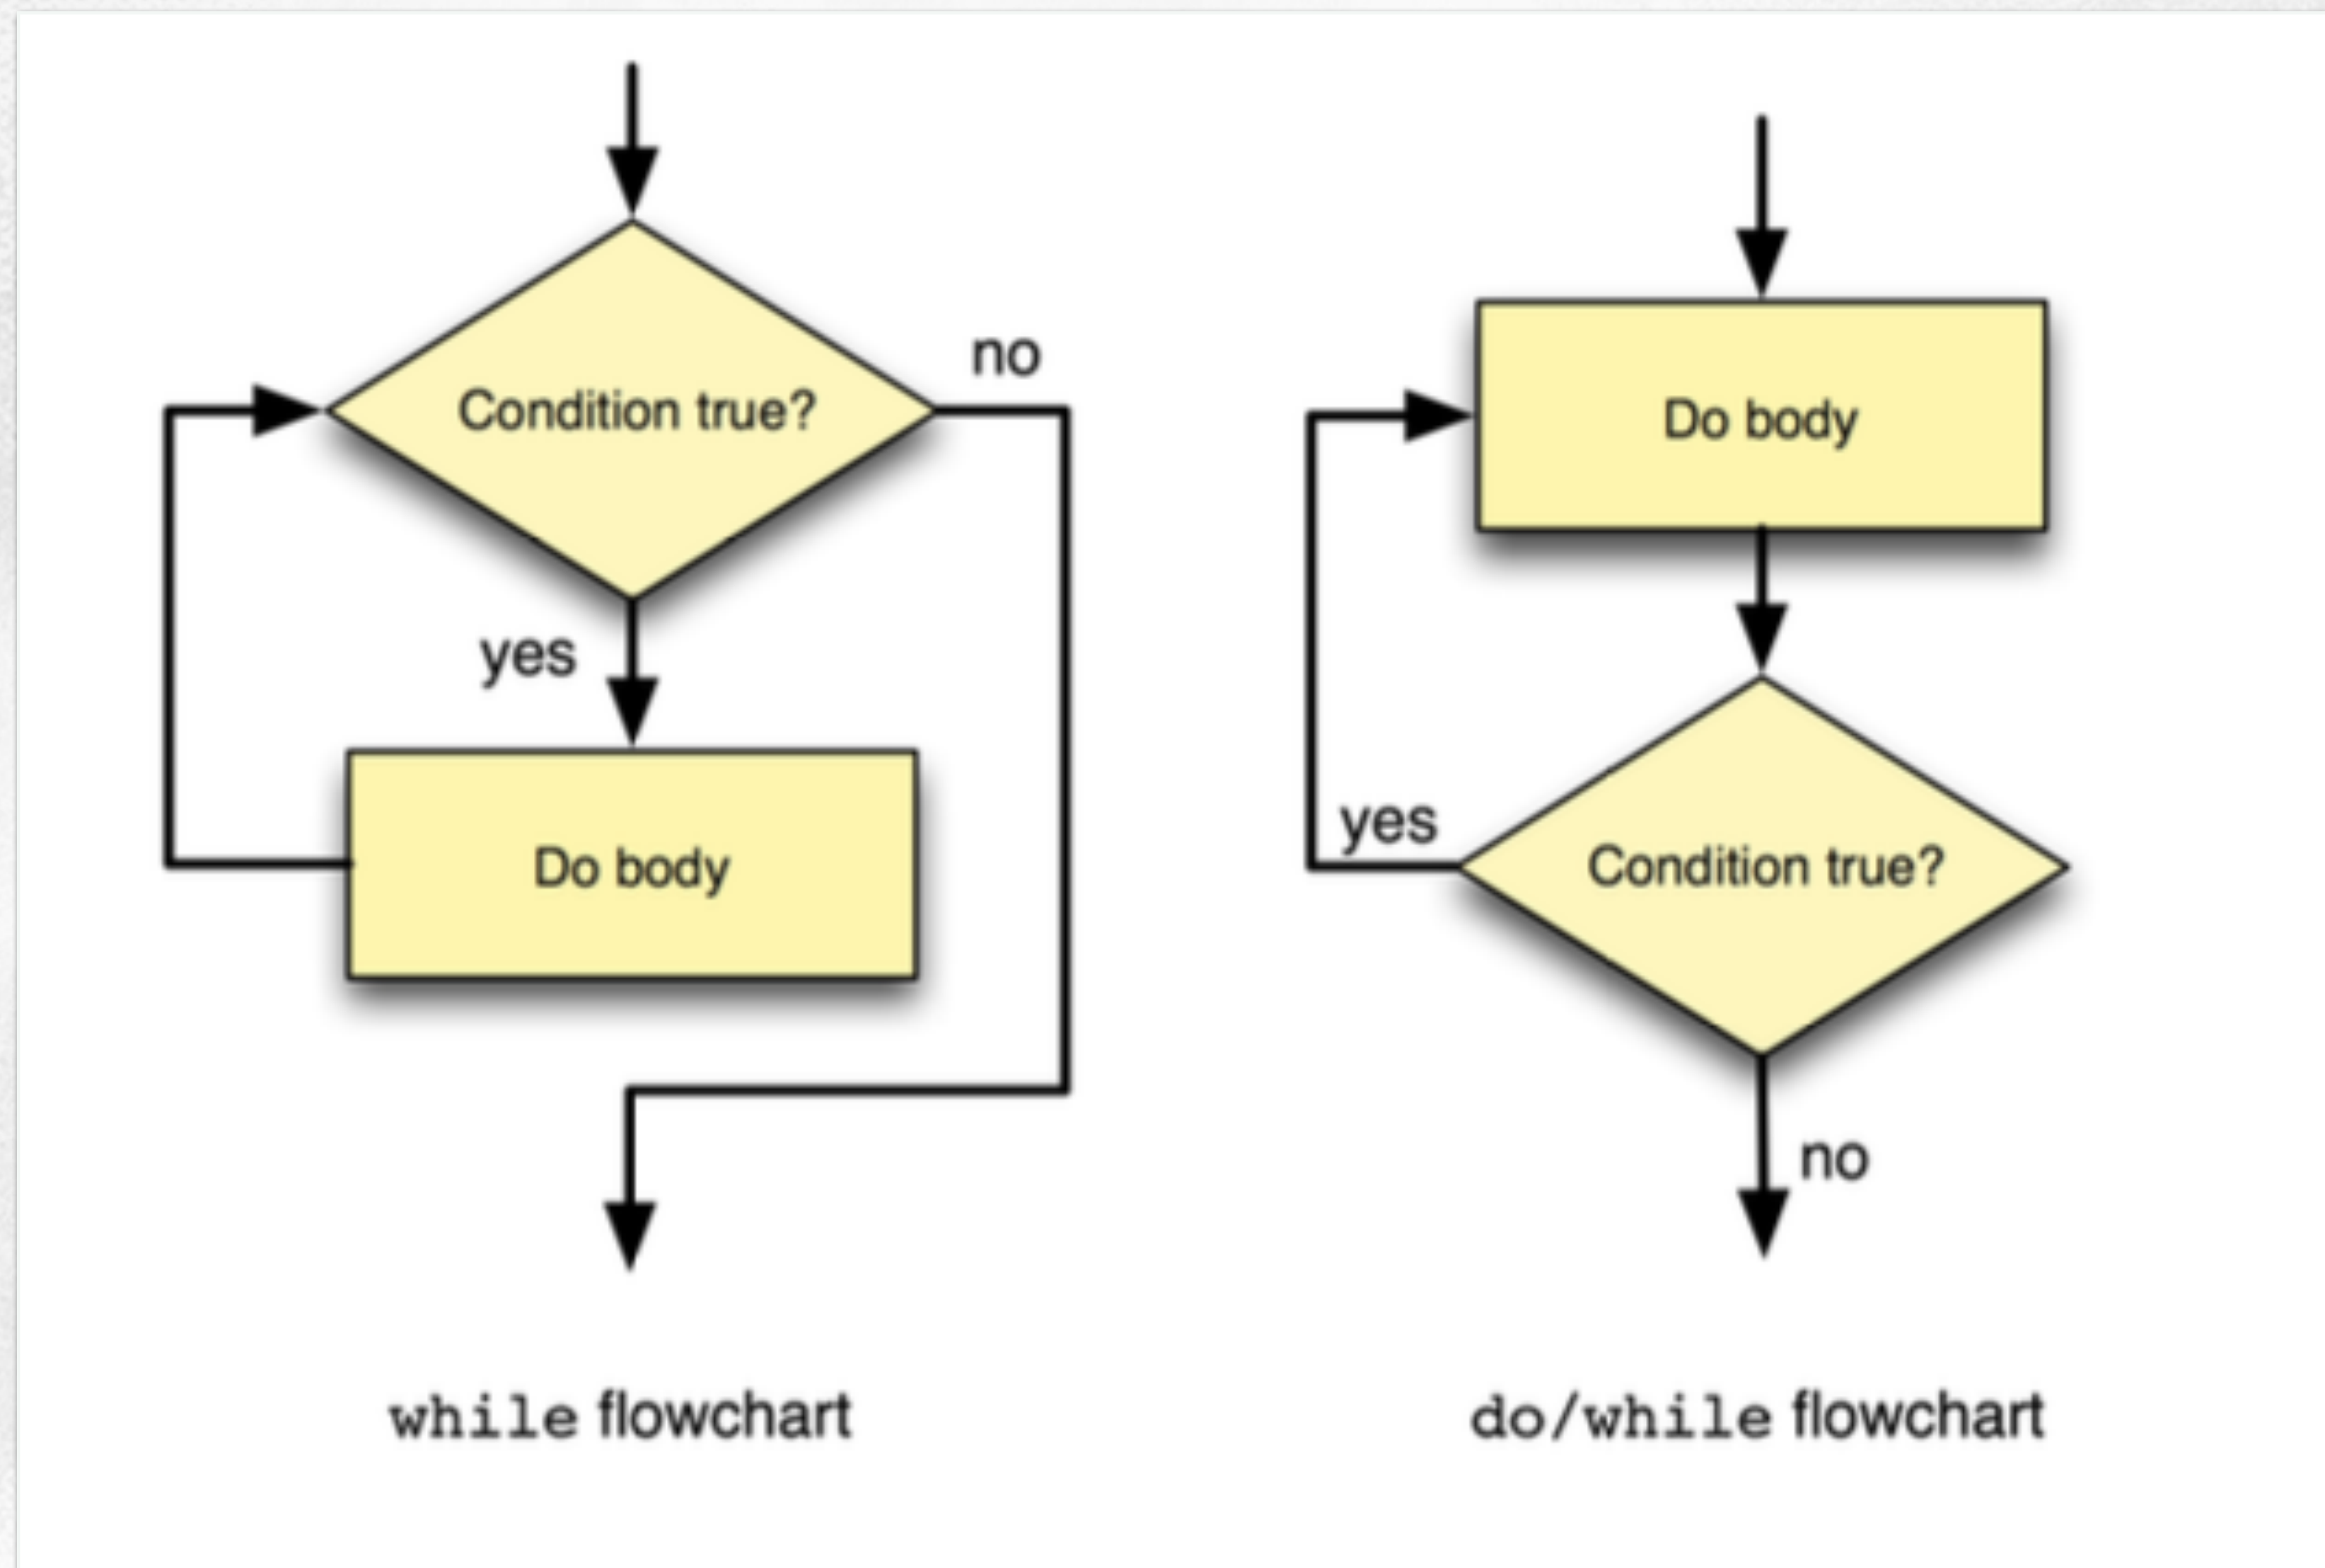 no
Condition true?
yes
Do body
while flowchart
Do body
yes
Condition true?
no
do/while flowchart